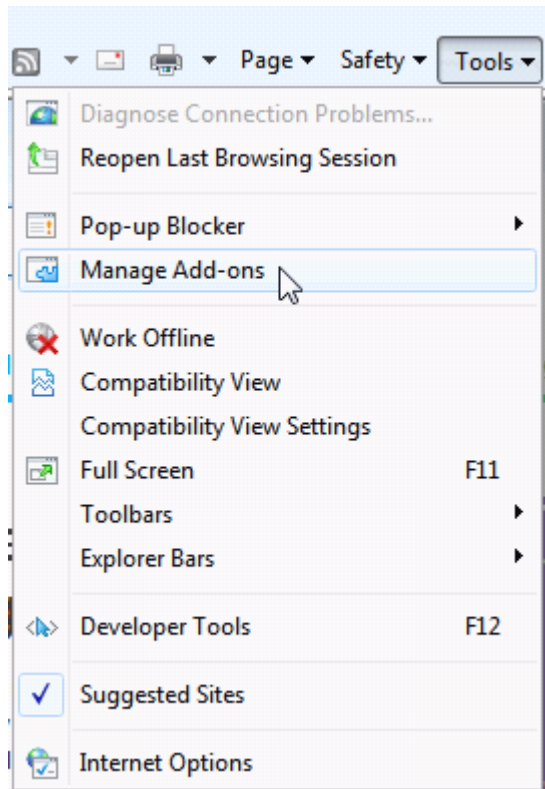 Page Safety Tools
Diagnose Connection Problems...
Reopen Last Browsing Session
Pop-up Blocker
Manage Add-ons
Work Offline
Compatibility View
Compatibility View Settings
Full Screen F11
Toolbars
Explorer Bars
Developer Tools F12
Suggested Sites
Internet Options